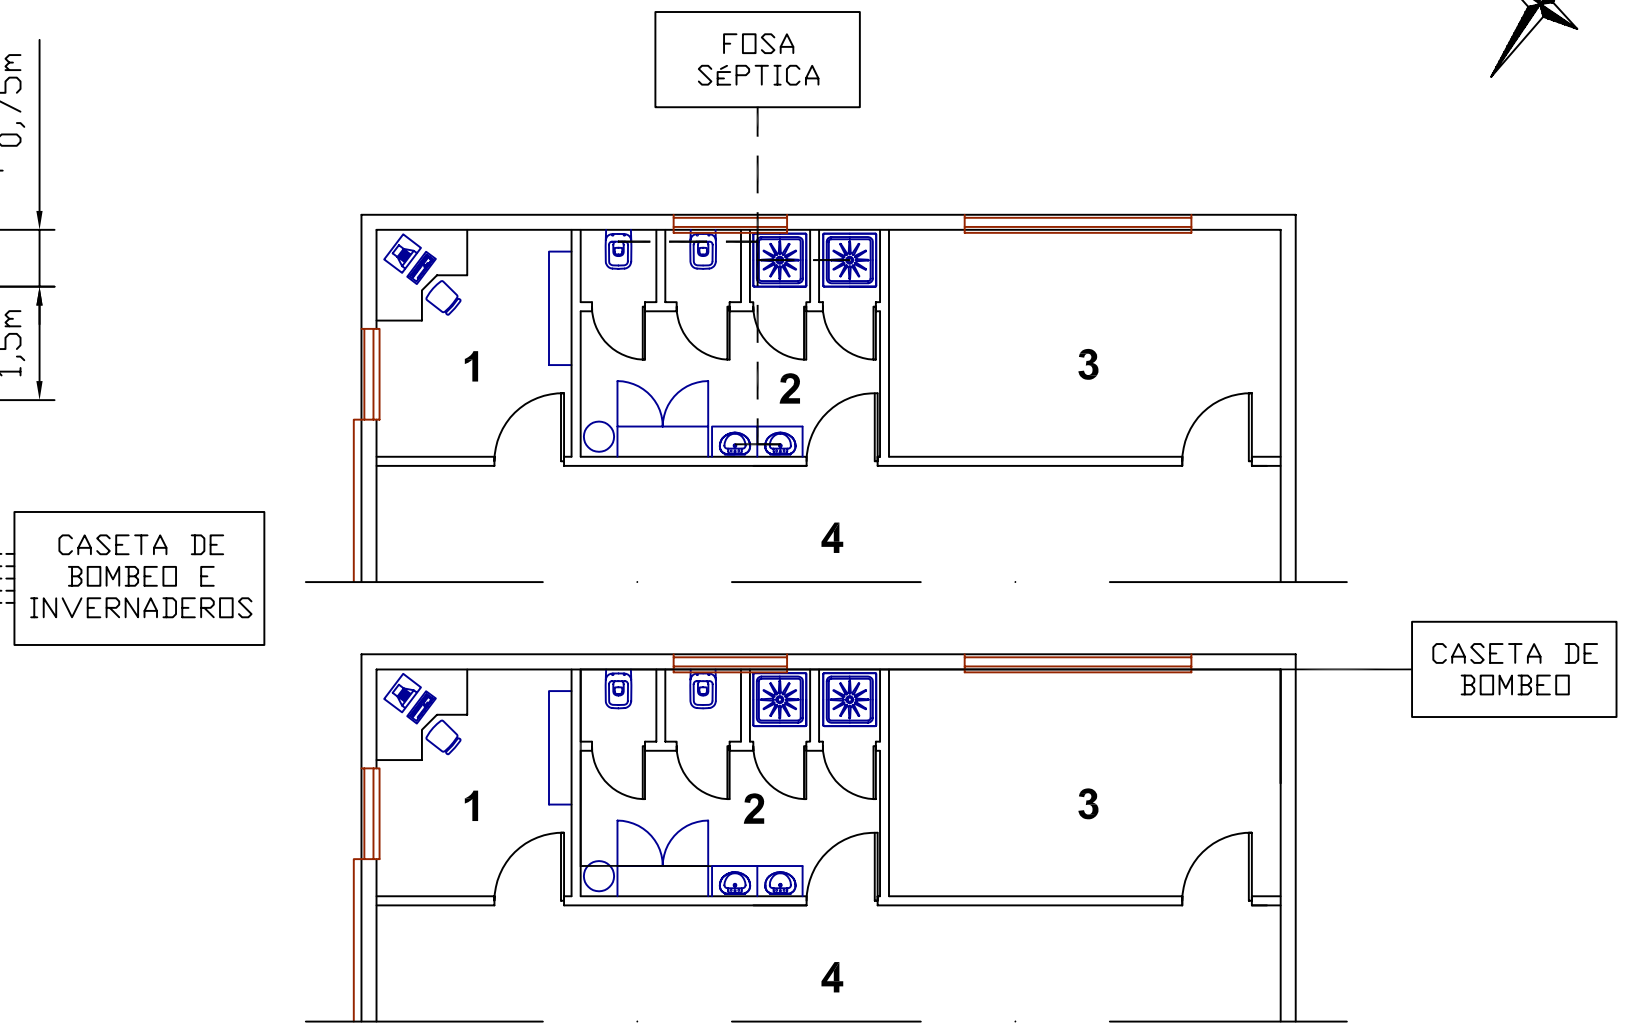 FOSA
SÉPTICA
0,75m
1,5m
1
2
3
4
CASETA DE
BOMBEO E
INVERNADEROS
CASETA DE
BOMBEO
1
2
3
4